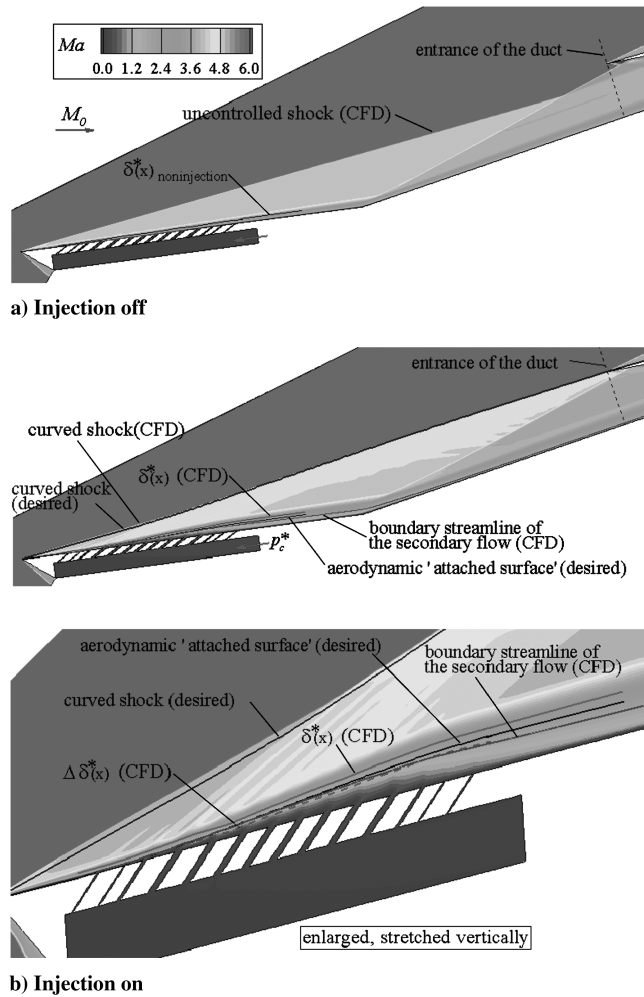 Ma
0.0 1.2 2.4 3.6 4.8 6.0
entrance of the duct
M₀
uncontrolled shock (CFD)
δ*(x) noninjection
a) Injection off
entrance of the duct
curved shock(CFD)
δ*(x) (CFD)
curved shock
(desired)
boundary streamline of
the secondary flow (CFD)
p*c
aerodynamic 'attached surface' (desired)
aerodynamic 'attached surface' (desired)
boundary streamline of
the secondary flow (CFD)
curved shock (desired)
δ*(x) (CFD)
Δ δ*(x) (CFD)
enlarged, stretched vertically
b) Injection on